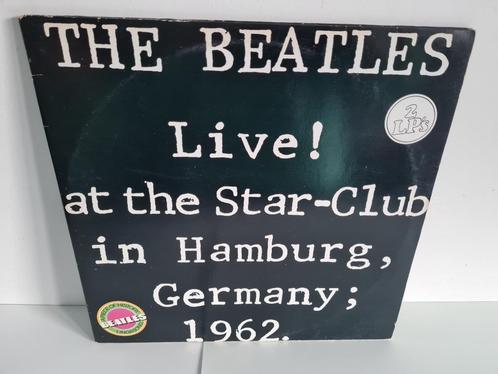 THE BEATLES
2
LP's
Live!
at the Star-Club
in Hamburg,
Germany;
1962.
BEATLES